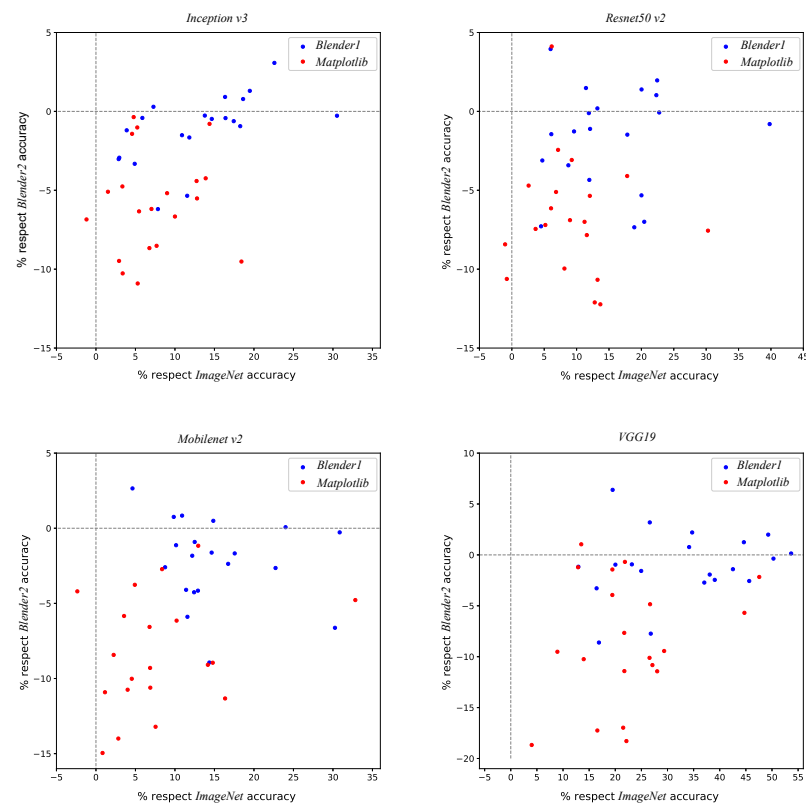 Inception v3
Blender1
Matplotlib
5
0
−5
−10
−15
−5 0 5 10 15 20 25 30 35
% respect Blender2 accuracy
% respect ImageNet accuracy
Resnet50 v2
Blender1
Matplotlib
5
0
−5
−10
−15
−5 0 5 10 15 20 25 30 35 40 45
% respect Blender2 accuracy
% respect ImageNet accuracy
Mobilenet v2
Blender1
Matplotlib
5
0
−5
−10
−15
−5 0 5 10 15 20 25 30 35
% respect Blender2 accuracy
% respect ImageNet accuracy
VGG19
Blender1
Matplotlib
10
5
0
−5
−10
−15
−20
−5 0 5 10 15 20 25 30 35 40 45 50 55
% respect Blender2 accuracy
% respect ImageNet accuracy